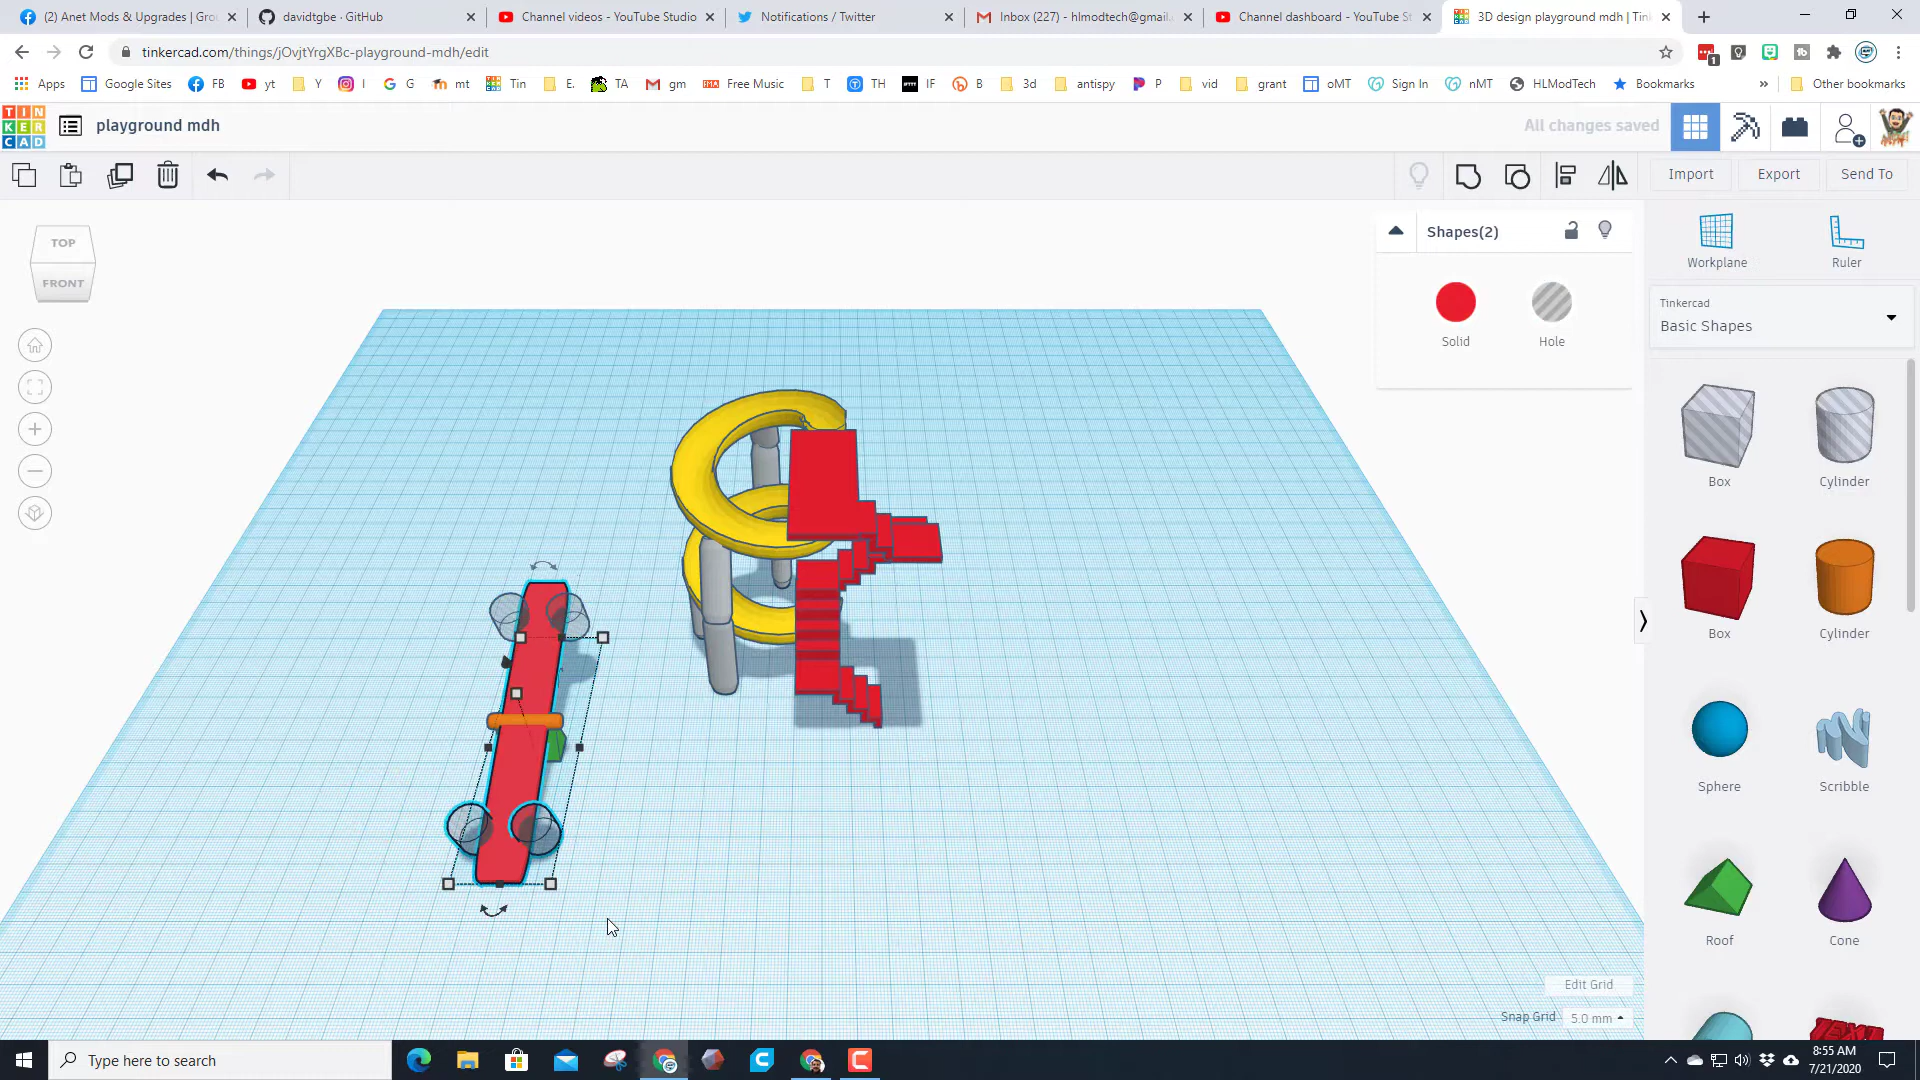 (2) Anet Mods & Upgrades | Gro
davidtgbe · GitHub
Channel videos - YouTube Studio
Notifications / Twitter
Inbox (227) - hlmodtech@gmail.
Channel dashboard - YouTube St
3D design playground mdh | Tin
tinkercad.com/things/jOvjtYrgXBc-playground-mdh/edit
1
Apps
Google Sites
FB
yt
Y
I
G
mt
Tin
E.
TA
gm
Free Music
T
TH
IF
B
3d
antispy
P
vid
grant
oMT
Sign In
nMT
HLModTech
Bookmarks
»
Other bookmarks
TIN
KER
CAD
playground mdh
All changes saved
Import
Export
Send To
TOP
FRONT
Shapes(2)
Solid
Hole
Workplane
Ruler
Tinkercad
Basic Shapes
Box
Cylinder
Box
Cylinder
Sphere
Scribble
Roof
Cone
TEXT
Edit Grid
Snap Grid
5.0 mm
Type here to search
8:55 AM
7/21/2020